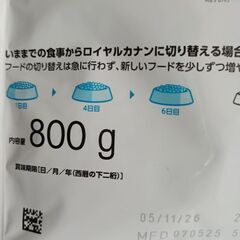 いままでの食事からロイヤルカナンに切り替える場合
フードの切り替えは急に行わず、新しいフードを少しずつ増や
1日目
4日目
6日目
内容量 800 g
賞味期限[日/月/年(西暦の下二桁)]
05/11/26 2
MFD 070525 5